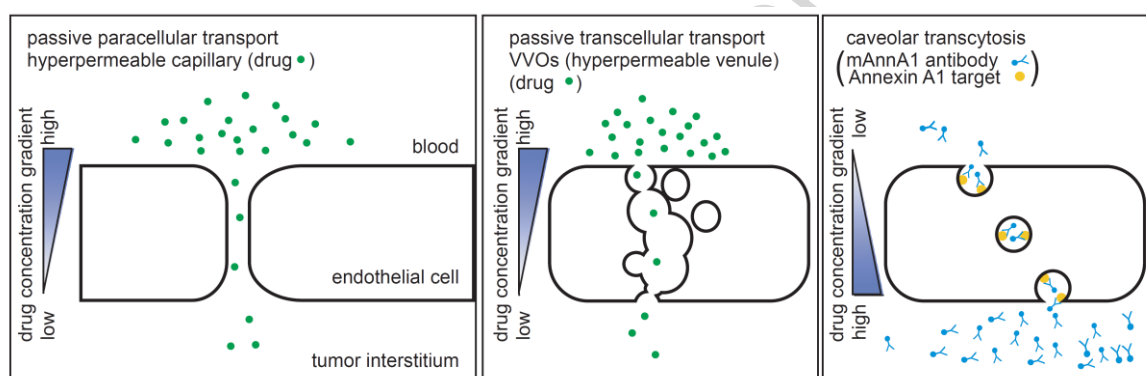 passive paracellular transport
hyperpermeable capillary (drug )
drug concentration gradient
high
low
blood
endothelial cell
tumor interstitium
passive transcellular transport
VVOs (hyperpermeable venule)
(drug )
drug concentration gradient
high
low
caveolar transcytosis
(mAnnA1 antibody
Annexin A1 target )
drug concentration gradient
low
high